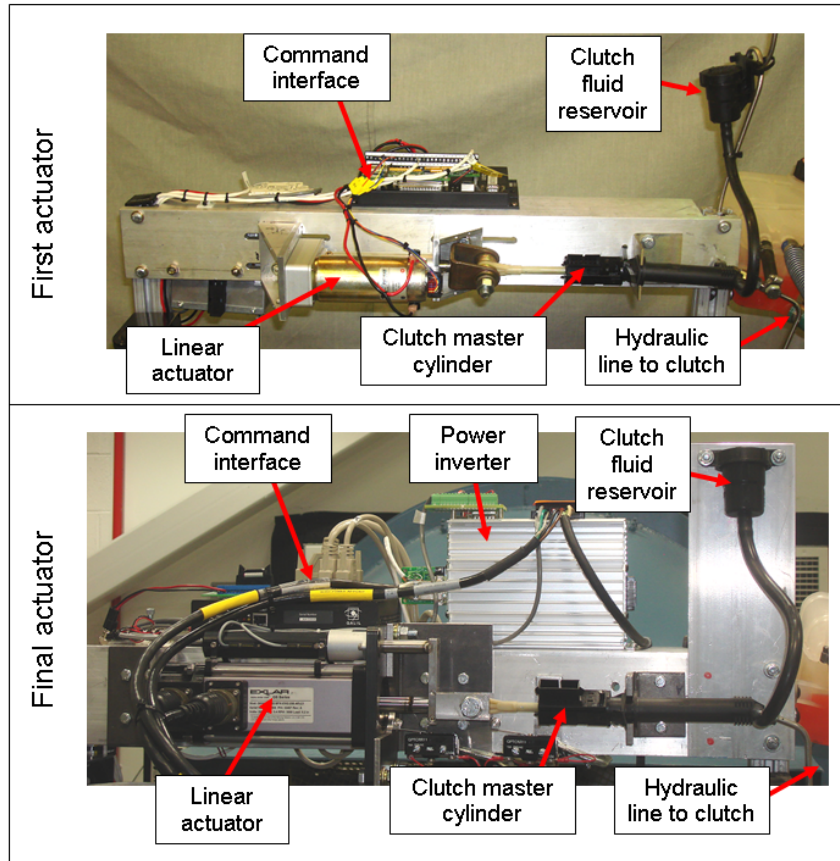 First actuator
Command
interface
Clutch
fluid
reservoir
Linear
actuator
Clutch master
cylinder
Hydraulic
line to clutch
Final actuator
Command
interface
Power
inverter
Clutch
fluid
reservoir
EXLAR
Linear
actuator
Clutch master
cylinder
Hydraulic
line to clutch